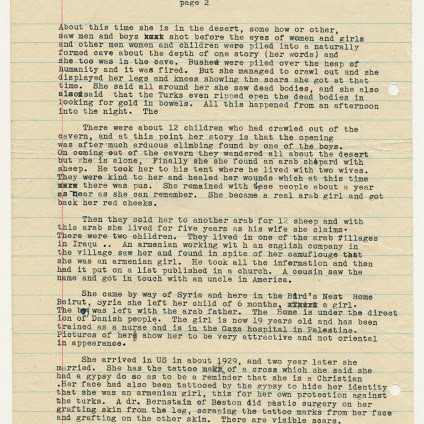 page 2
About this time she is in the desert, some how or other,
saw men and boys xxxx shot before the eyes of women and girls
and other men women and children were piled into a naturally
formed cave about the depth of one story (her words) and
she too was in the cave. Bushew were piled over the heap of
humanity and it was fired. But she managed to crawl out and she
displayed her legs and knees showing the scars she got at that
time. She said all around her she saw dead bodies, and she also
said that the Turks even ripped open the dead bodies in
looking for gold in bowels. All this happened from an afternoon
into the night. The
There were about 12 children who had crawled out of the
cavern, and at this point her story is that the opening
was after much arduous climbing found by one of the boys.
On coming out of the cavern they wandered all about the desert
but she is alone. Finally she she found an arab shepard with
sheep. He took her to his tent where he lived with two wives.
They were kind to her and healed her wounds which at this time
xxxx there was pus. She remained with these people about a year
as near as she can remember. She became a real arab girl and got
back her red cheeks.
Then they sold her to another arab for 12 sheep and with
this arab she lived for five years as his wife she claims.
There were two children. They lived in one of the arab fillages
in Iraqu .. An armenian working wit h an english company in
the village saw her and found in spite of her camouflage that
she was an armenian girl. He took all the information and then
had it put on a list published in a church. A cousin saw the
name and got in touch with an uncle in America.
She came by way of Syria and here in the Bird's Nest Home
Boirut, syria she left her child of 6 months, xxxxxx a girl.
The boy was left with the arab father. The Home is under the direct
ion of Danish people. The girl is now 19 years old and has been
trained as a nurse and is in the Gaza hospital in Palestine.
Pictures of her show her to be very attractive and not oriental
in appearance.
She arrived in US in about 1929, and two year later she
married. She has the tattoo mark of a cross which she said she
had a gypsy do so as to be a reminder that she is a Christian
.Her face had also been tattooed by the gypsy to hide her identity
that she was an armenian girl, this for her own protection against
the turks. A dr. Bernstein of Boston did pastic surgery on her
grafting skin from the leg, scraping the tattoo marks from her face
and grafting on the other skin. There are visible scars.